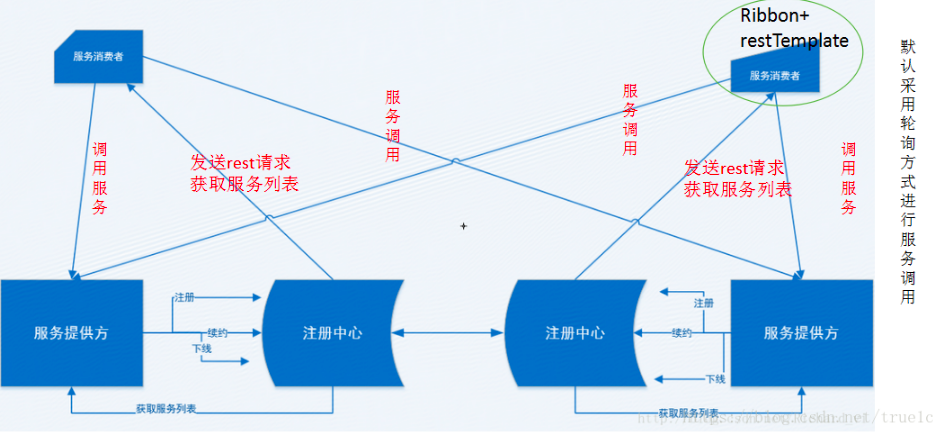 Ribbon+
restTemplate
服务消费者
服务消费者
默认采用轮询方式进行服务调用
服务调用
服务调用
调用服务
发送rest请求
获取服务列表
发送rest请求
获取服务列表
调用服务
服务提供方
注册
续约
下线
注册中心
注册中心
注册
续约
下线
服务提供方
获取服务列表
获取服务列表